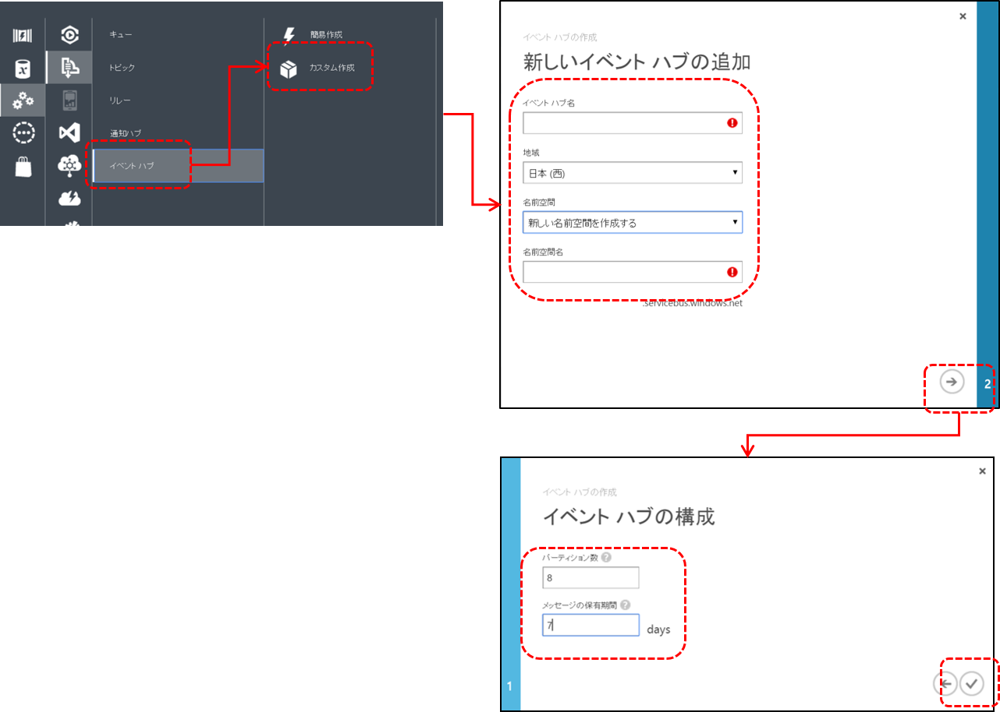 キュー
トピック
リレー
通知ハブ
イベント ハブ
簡易作成
カスタム作成
イベント ハブの作成
新しいイベント ハブの追加
イベント ハブ名
地域
日本 (西)
名前空間
新しい名前空間を作成する
名前空間名
.servicebus.windows.net
2
イベント ハブの作成
イベント ハブの構成
パーティション数
8
メッセージの保有期間
7 days
1